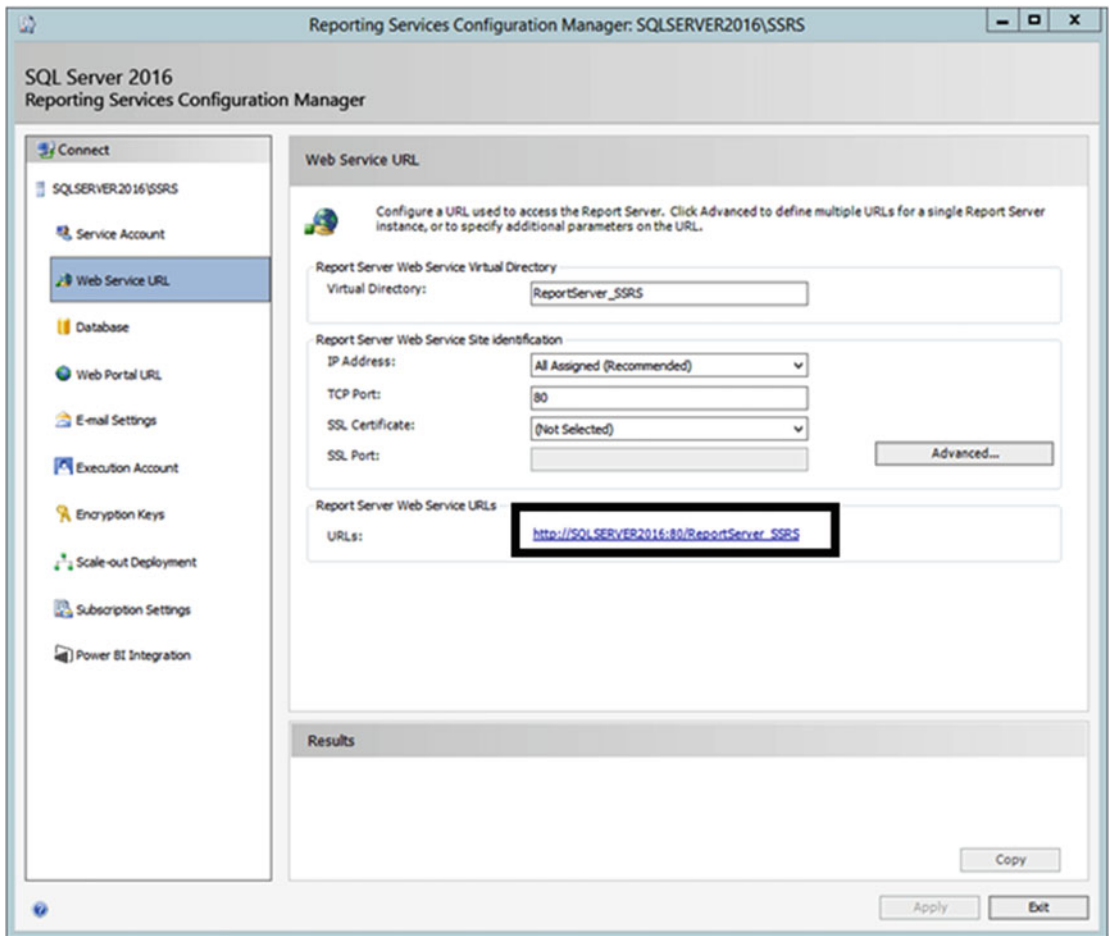 Reporting Services Configuration Manager: SQLSERVER2016\SSRS
SQL Server 2016
Reporting Services Configuration Manager
Connect
SQLSERVER2016\SSRS
Service Account
Web Service URL
Database
Web Portal URL
E-mail Settings
Execution Account
Encryption Keys
Scale-out Deployment
Subscription Settings
Power BI Integration
Web Service URL
Configure a URL used to access the Report Server. Click Advanced to define multiple URLs for a single Report Server
instance, or to specify additional parameters on the URL.
Report Server Web Service Virtual Directory
Virtual Directory: ReportServer_SSRS
Report Server Web Service Site identification
IP Address: All Assigned (Recommended)
TCP Port: 80
SSL Certificate: (Not Selected)
SSL Port:
Advanced...
Report Server Web Service URLs
URLs: http://SQLSERVER2016:80/ReportServer_SSRS
Results
Copy
Apply Exit